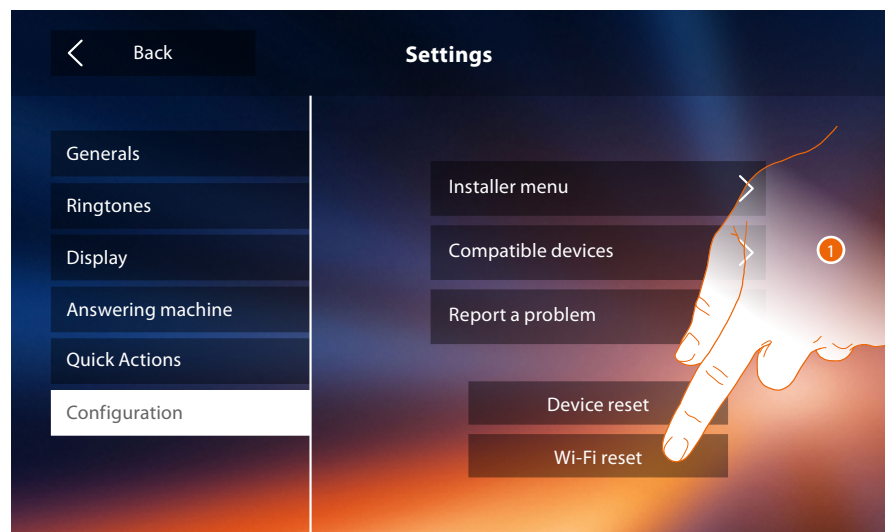 Back
Settings
Generals
Ringtones
Display
Answering machine
Quick Actions
Configuration
Installer menu
Compatible devices
Report a problem
Device reset
Wi-Fi reset
1